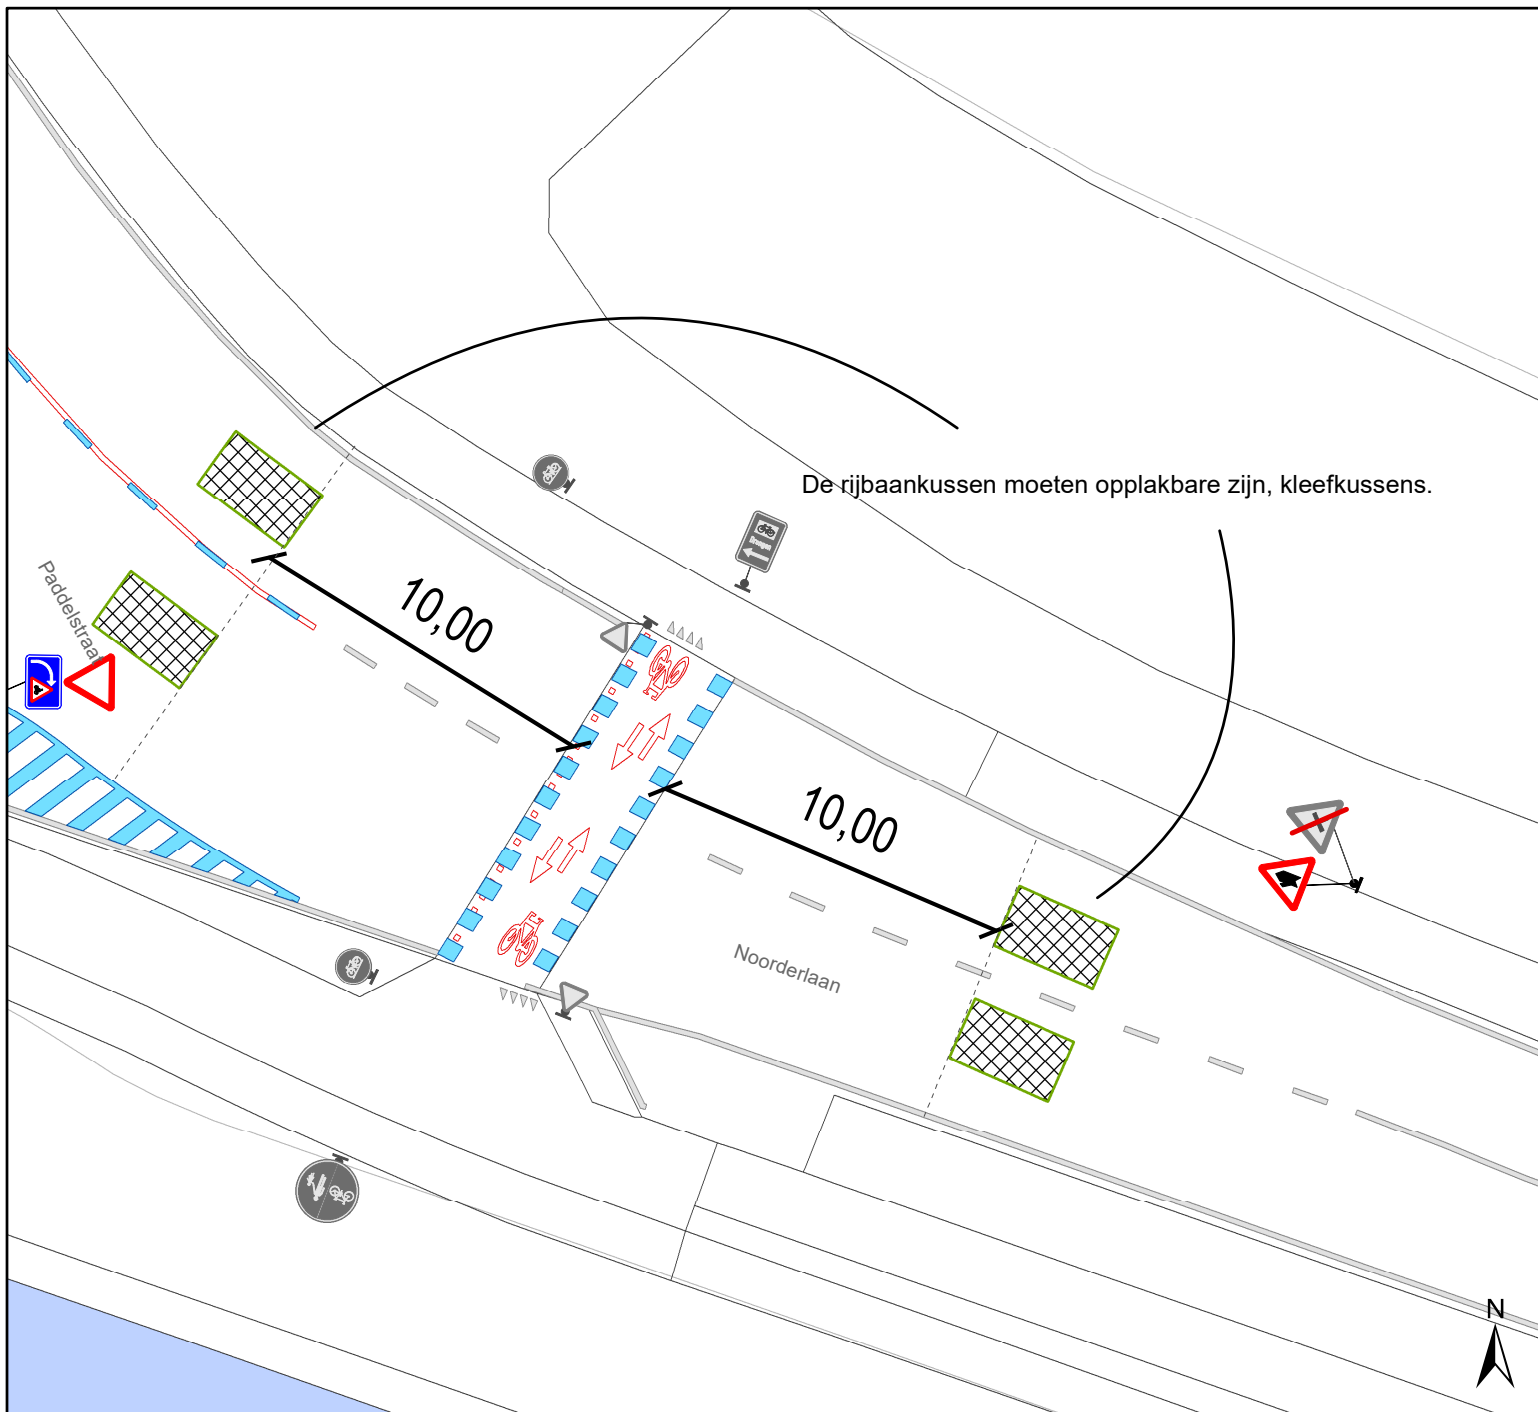 De rijbaankussen moeten opplakbare zijn, kleefkussens.
Paddelstraat
10,00
10,00
Noorderlaan
N